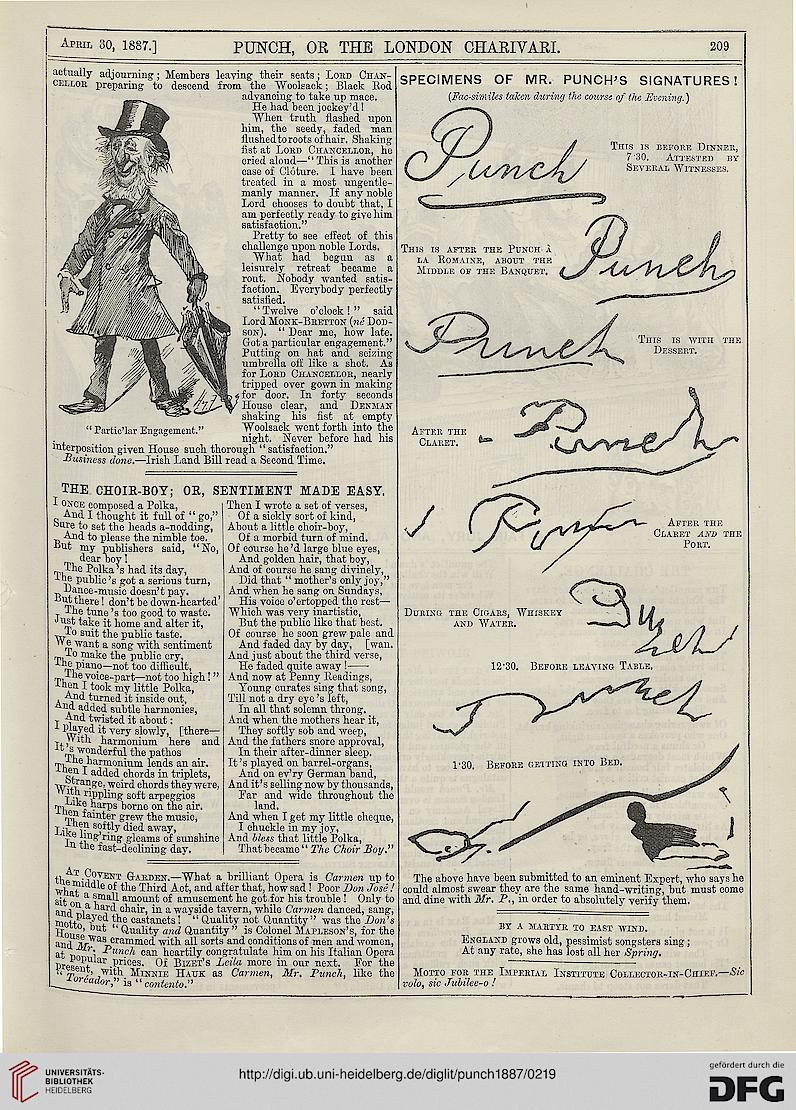 APRIL 30, 1887.]
PUNCH, OR THE LONDON CHARIVARI.
209
actually adjourning; Members leaving their seats; LORD CHAN-
CELLOR preparing to descend from the Woolsack; Black Rod
advancing to take up mace.
He had been jockey'd!
When truth flashed upon
him, the seedy, faded man
flushed to roots of hair. Shaking
fist at LORD CHANCELLOR, he
cried aloud—"This is another
case of Clôture. I have been
treated in a most ungentle-
manly manner. If any noble
Lord chooses to doubt that, I
am perfectly ready to give him
satisfaction."
Pretty to see effect of this
challenge upon noble Lords.
What had begun as a
leisurely retreat became a
rout. Nobody wanted satis-
faction. Everybody perfectly
satisfied.
"Twelve o'clock!" said
Lord MONK-BRETTON (né DOD-
SON). "Dear me, how late.
Got a particular engagement."
Putting on hat and seizing
umbrella off like a shot. As
for LORD CHANCELLOR, nearly
tripped over gown in making
for door. In forty seconds
House clear, and DENMAN
shaking his fist at empty
Woolsack went forth into the
night. Never before had his
"Partic'lar Engagement."
interposition given House such thorough "satisfaction."
Business done.—Irish Land Bill read a Second Time.
THE CHOIR-BOY; OR, SENTIMENT MADE EASY.
I ONCE composed a Polka,
And I thought it full of "go,"
Sure to set the heads a-nodding,
And to please the nimble toe.
But my publishers said, "No,
dear boy!
The Polka's had its day,
The public's got a serious turn,
Dance-music doesn't pay.
But there! don't be down-hearted'
The tune's too good to waste.
Just take it home and alter it,
To suit the public taste.
We want a song with sentiment
To make the public cry,
The piano—not too difficult,
The voice-part—not too high!"
Then I took my little Polka,
And turned it inside out,
And added subtle harmonies,
And twisted it about:
I played it very slowly, [there—
With harmonium here and
It's wonderful the pathos
The harmonium lends an air.
Then I added chords in triplets,
Strange, weird chords they were,
With rippling soft arpeggios
Like harps borne on the air.
Then fainter grew the music,
Then softly died away,
Like ling'ring gleams of sunshine
In the fast-declining day.
Then I wrote a set of verses,
Of a sickly sort of kind,
About a little choir-boy,
Of a morbid turn of mind.
Of course he'd large blue eyes,
And golden hair, that boy,
And of course he sang divinely,
Did that "mother's only joy,"
And when he sang on Sundays,
His voice o'ertopped the rest—
Which was very inartistic,
But the public like that best.
Of course he soon grew pale and
And faded day by day, [wan.
And just about the third verse,
He faded quite away!——
And now at Penny Readings,
Young curates sing that song,
Till not a dry eye's left,
In all that solemn throng.
And when the mothers hear it,
They softly sob and weep,
And the fathers snore approval,
In their after-dinner sleep.
It's played on barrel-organs,
And on ev'ry German band,
And it's selling now by thousands,
Far and wide throughout the
land.
And when I get my little cheque,
I chuckle in my joy,
And bless that little Polka,
That became "The Choir Boy."
AT COVENT GARDEN.—What a brilliant Opera is Carmen up to
the middle of the Third Act, and after that, how sad! Poor Don José!
what a small amount of amusement he got for his trouble! Only to
sit on a hard chair, in a wayside tavern, while Carmen danced, sang,
and played the castanets! "Quality not Quantity" was the Don's
motto, but "Quality and Quantity" is Colonel MAPLESON'S, for the
House was crammed with all sorts and conditions of men and women,
and Mr. Punch can heartily congratulate him on his Italian Opera
at popular prices. Of BIZET'S Leila more in our next. For the
present, with MINNIE HAUK as Carmen, Mr. Punch, like the
"Toreador," is "contento."
SPECIMENS OF MR. PUNCH'S SIGNATURES!
(Fac-similes taken during the course of the Evening.)
Punch
THIS IS BEFORE DINNER,
7·30. ATTESTED BY
SEVERAL WITNESSES.
THIS IS AFTER THE PUNCH À
LA ROMAINE, ABOUT THE
MIDDLE OF THE BANQUET.
Punch
Punch
THIS IS WITH THE
DESSERT.
AFTER THE
CLARET.
Punch
AFTER THE
CLARET AND THE
PORT.
DURING THE CIGARS, WHISKEY
AND WATER.
12·30. BEFORE LEAVING TABLE.
1·30. BEFORE GETTING INTO BED.
The above have been submitted to an eminent Expert, who says he
could almost swear they are the same hand-writing, but must come
and dine with Mr. P., in order to absolutely verify them.
BY A MARTYR TO EAST WIND.
ENGLAND grows old, pessimist songsters sing;
At any rate, she has lost all her Spring.
MOTTO FOR THE IMPERIAL INSTITUTE COLLECTOR-IN-CHIEF.—Sic
volo, sic Jubilee-o!
UNIVERSITÄTS-
BIBLIOTHEK
HEIDELBERG
http://digi.ub.uni-heidelberg.de/diglit/punch1887/0219
gefördert durch die
DFG